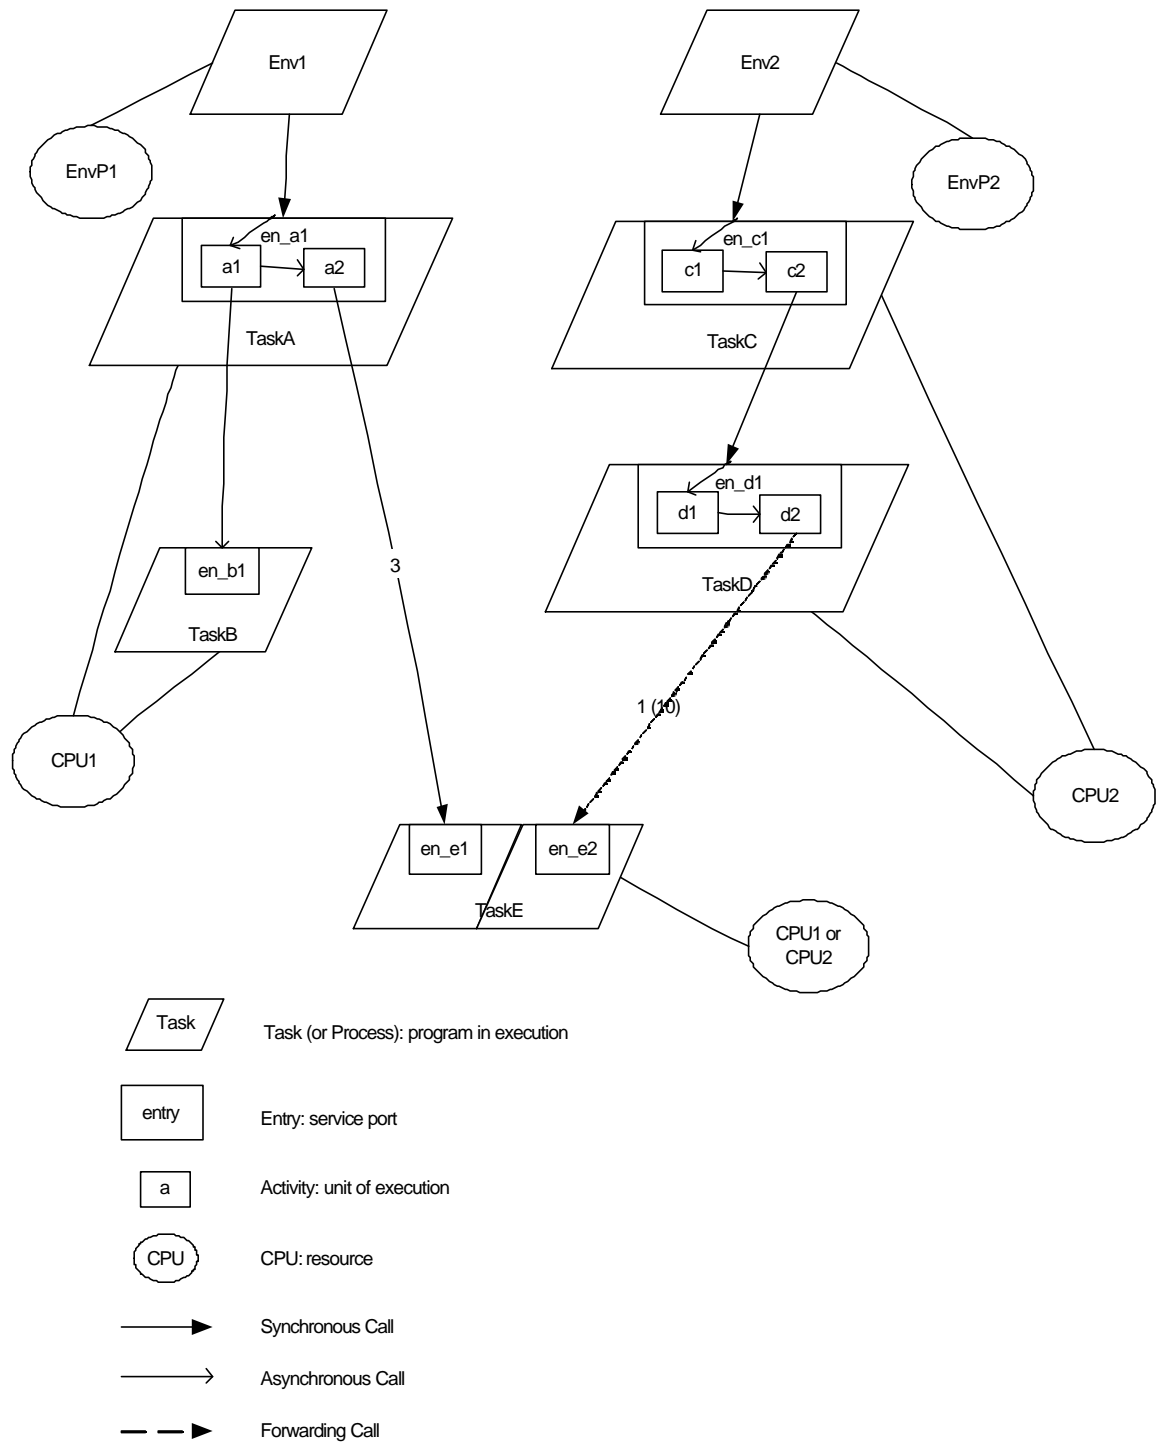 Env1
Env2
EnvP1
EnvP2
en_a1
a1
a2
TaskA
en_c1
c1
c2
TaskC
en_d1
d1
d2
TaskD
3
en_b1
TaskB
1 (10)
CPU1
CPU2
en_e1
en_e2
TaskE
CPU1 or
CPU2
Task
Task (or Process): program in execution
entry
Entry: service port
a
Activity: unit of execution
CPU
CPU: resource
Synchronous Call
Asynchronous Call
Forwarding Call